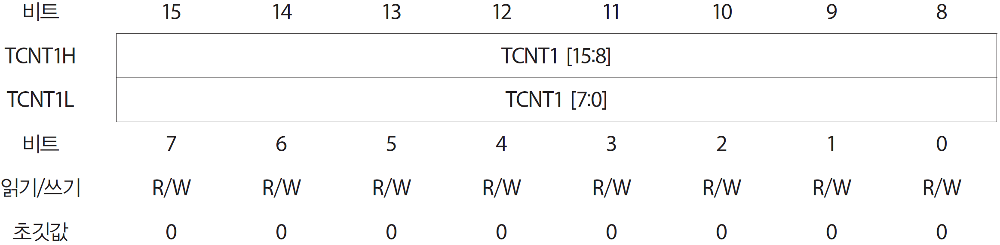 비트 15 14 13 12 11 10 9 8
TCNT1H TCNT1 [15:8]
TCNT1L TCNT1 [7:0]
비트 7 6 5 4 3 2 1 0
읽기/쓰기 R/W R/W R/W R/W R/W R/W R/W R/W
초깃값 0 0 0 0 0 0 0 0